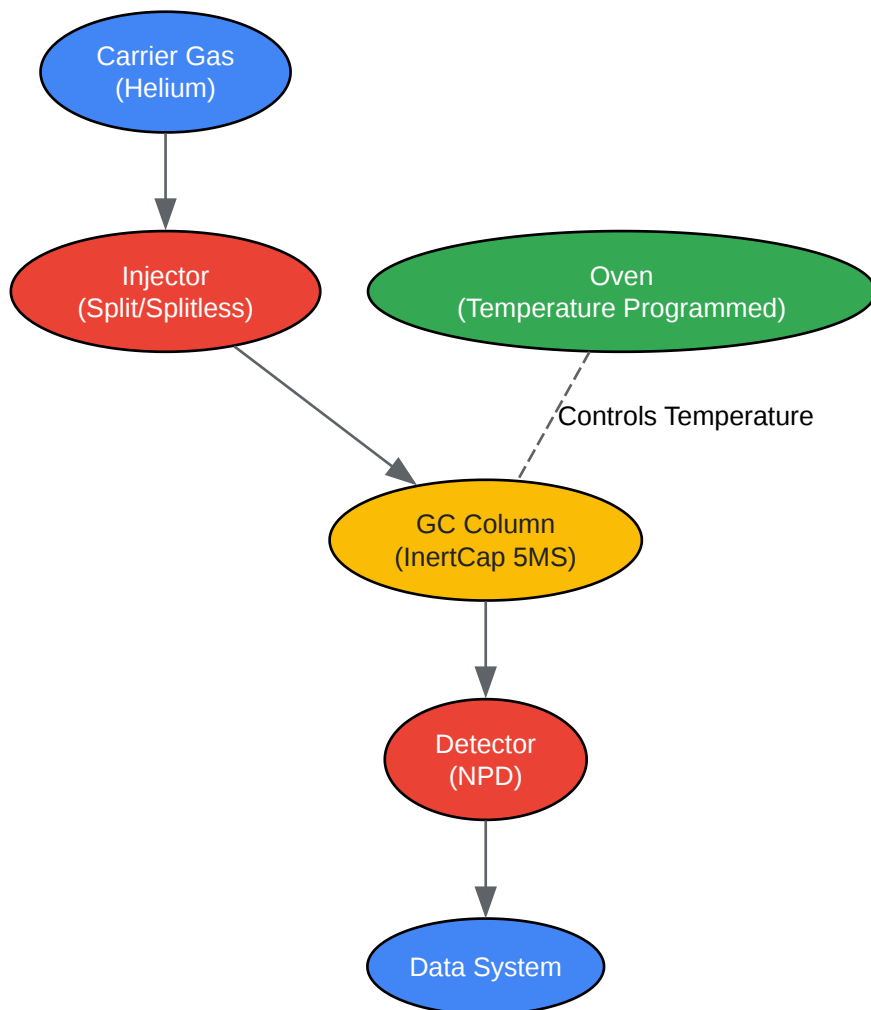 Carrier Gas
(Helium)
Injector
(Split/Splitless)
Oven
(Temperature Programmed)
Controls Temperature
GC Column
(InertCap 5MS)
Detector
(NPD)
Data System